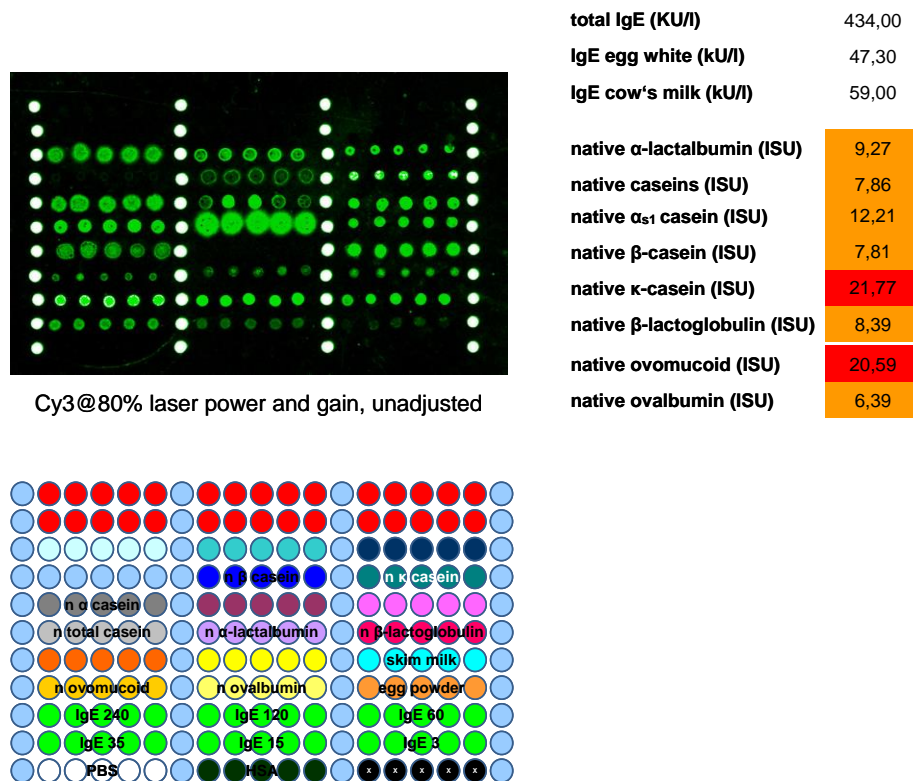 total IgE (KU/l) 434,00
IgE egg white (kU/l) 47,30
IgE cow's milk (kU/l) 59,00
native α-lactalbumin (ISU) 9,27
native caseins (ISU) 7,86
native αs1 casein (ISU) 12,21
native β-casein (ISU) 7,81
native κ-casein (ISU) 21,77
native β-lactoglobulin (ISU) 8,39
native ovomucoid (ISU) 20,59
native ovalbumin (ISU) 6,39
Cy3@80% laser power and gain, unadjusted
n β casein n κ casein
n α casein
n total casein n α-lactalbumin n β-lactoglobulin
skim milk
n ovomucoid n ovalbumin egg powder
IgE 240 IgE 120 IgE 60
IgE 35 IgE 15 IgE 3
PBS HSA x x x x x